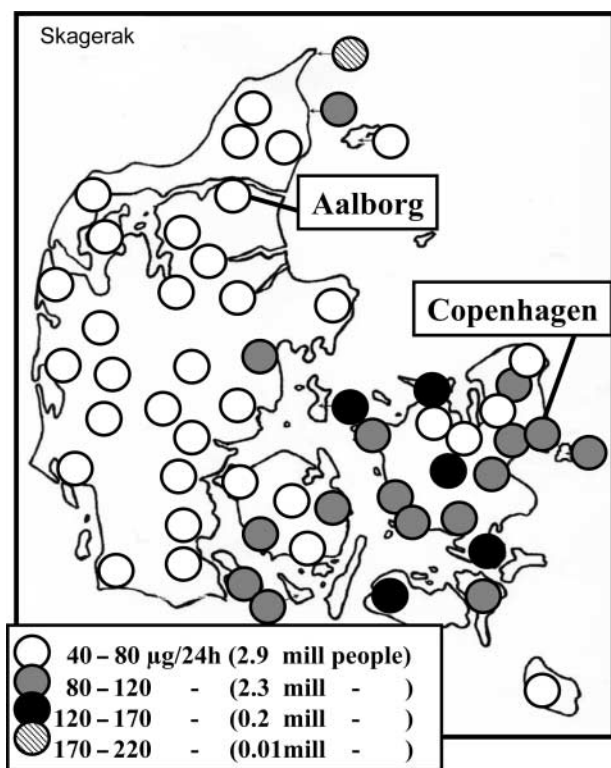 Skagerak
Aalborg
Copenhagen
40 – 80 µg/24h (2.9 mill people)
80 – 120 - (2.3 mill - )
120 – 170 - (0.2 mill - )
170 – 220 - (0.01mill - )